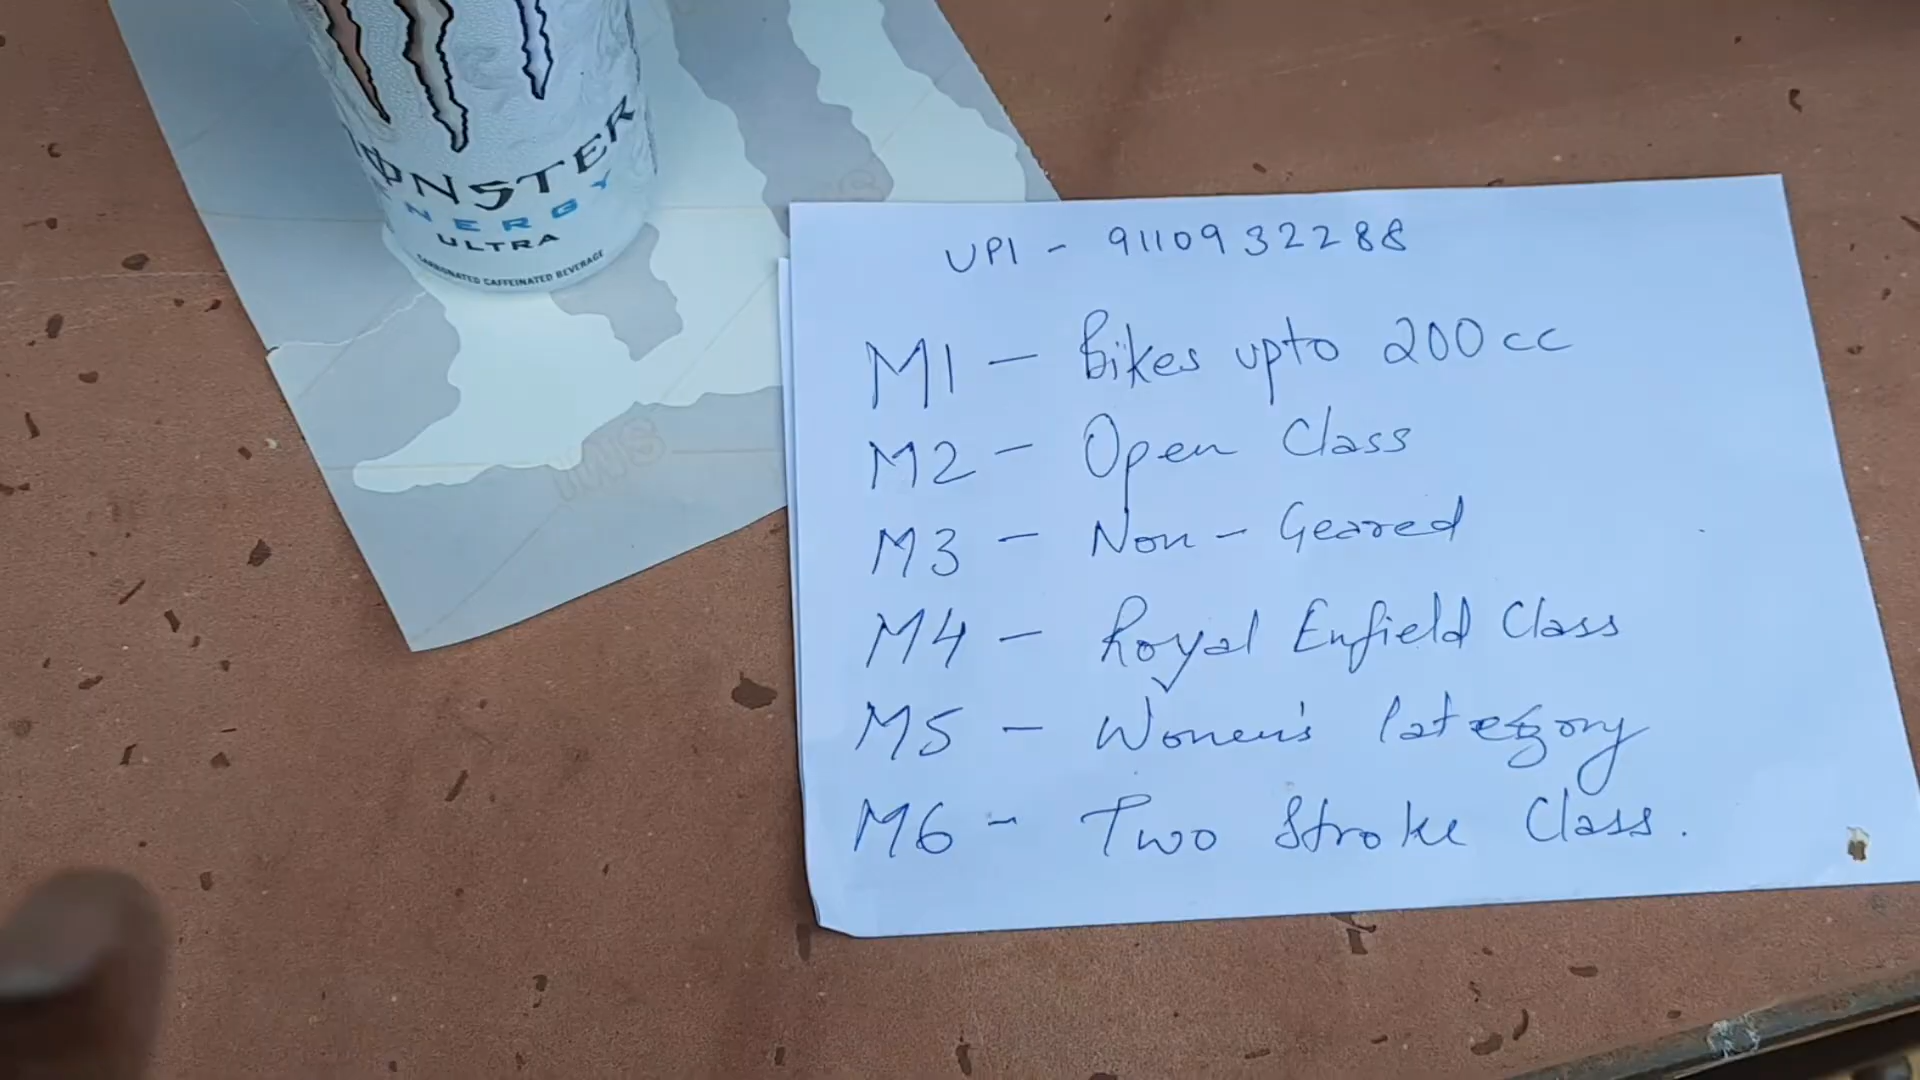 MONSTER
ENERGY
ULTRA
CARBONATED CAFFEINATED BEVERAGE
UPI - 9110932288
M1 - Bikes upto 200cc
M2 - Open Class
M3 - Non-Geared
M4 - Royal Enfield Class
M5 - Women's Category
M6 - Two Stroke Class.